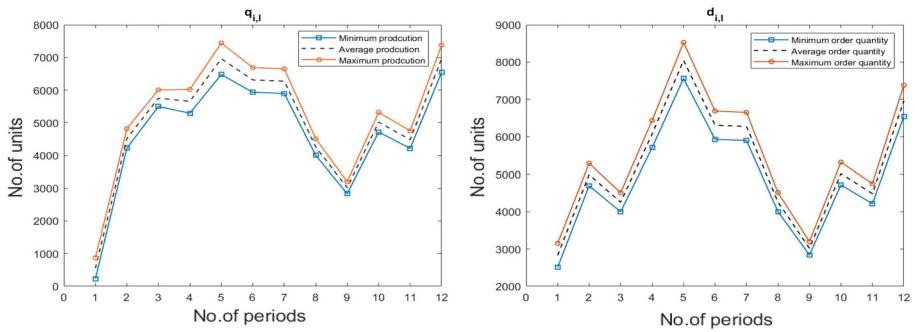 q i,l
8000
7000
6000
5000
4000
3000
2000
1000
0
No.of units
Minimum prodcution
Average prodcution
Maximum prodcution
0 1 2 3 4 5 6 7 8 9 10 11 12
No.of periods
d i,l
9000
8000
7000
6000
5000
4000
3000
2000
No.of units
Minimum order quantity
Average order quantity
Maximum order quantity
0 1 2 3 4 5 6 7 8 9 10 11 12
No.of periods